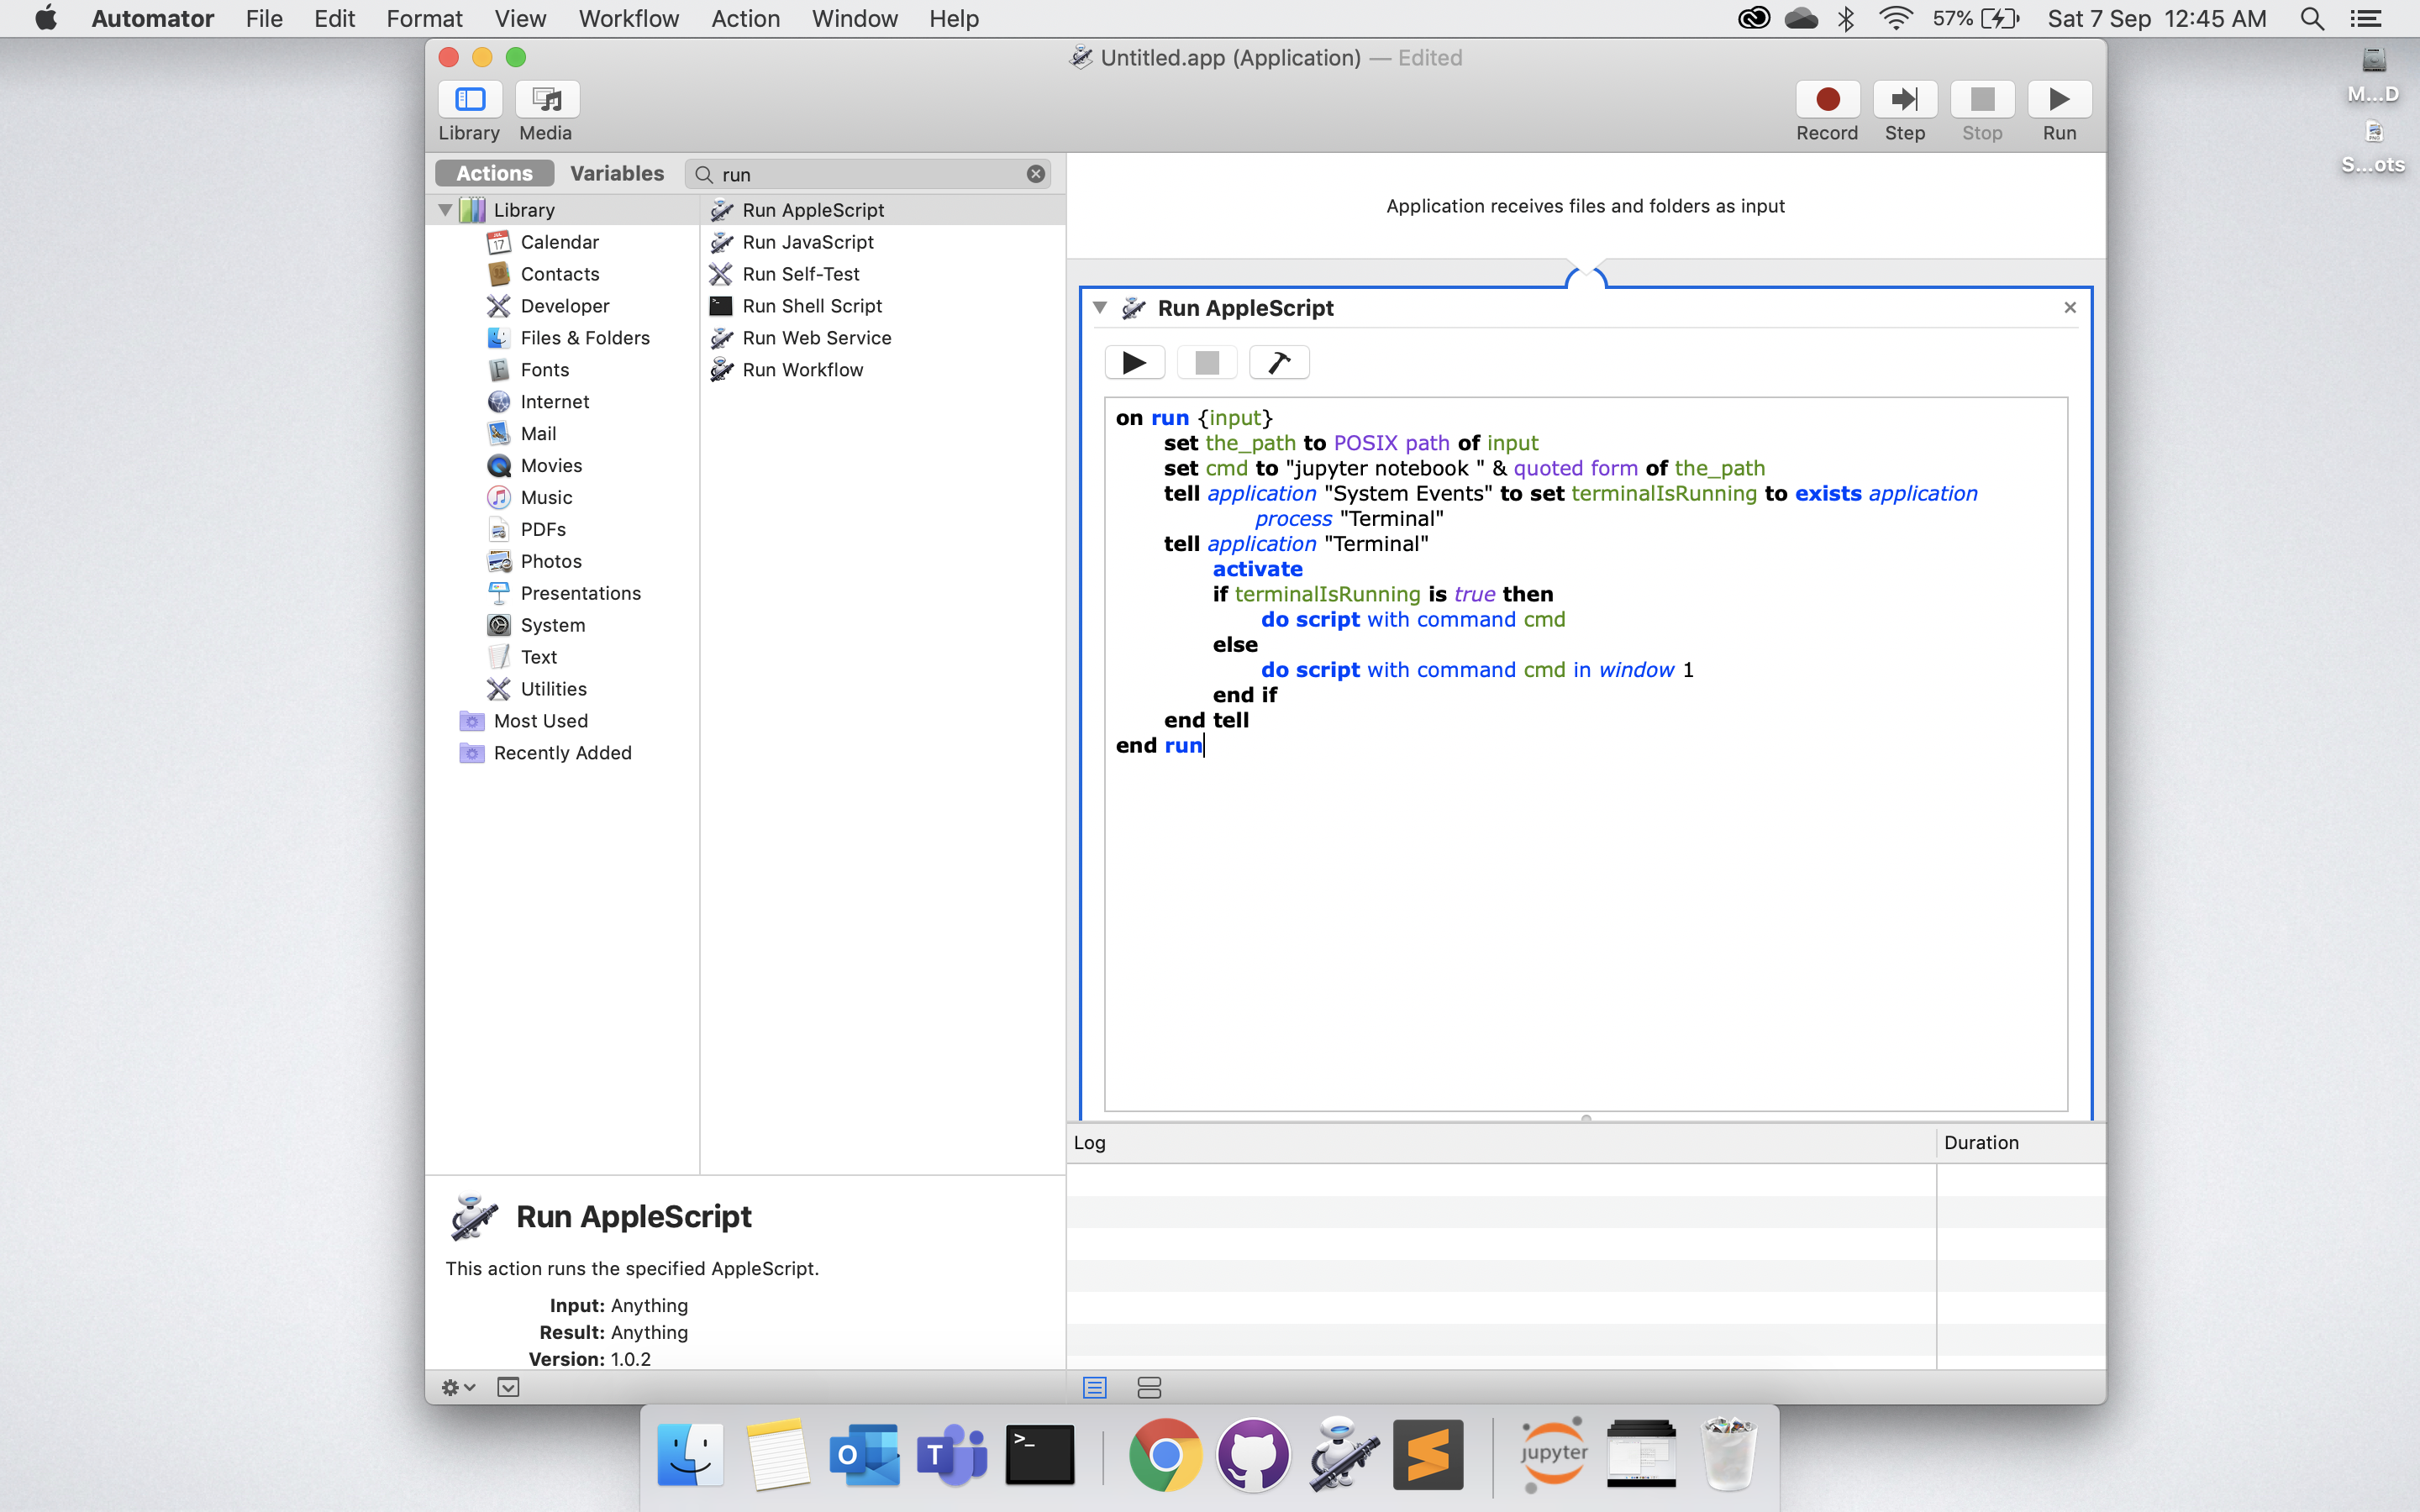 Automator File Edit Format View Workflow Action Window Help 57% Sat 7 Sep 12:45 AM
Untitled.app (Application) — Edited
M...D
S...ots
Library Media Record Step Stop Run
Actions Variables run
Library
Calendar
Contacts
Developer
Files & Folders
Fonts
Internet
Mail
Movies
Music
PDFs
Photos
Presentations
System
Text
Utilities
Most Used
Recently Added
Run AppleScript
Run JavaScript
Run Self-Test
Run Shell Script
Run Web Service
Run Workflow
Application receives files and folders as input
Run AppleScript
on run {input}
set the_path to POSIX path of input
set cmd to "jupyter notebook " & quoted form of the_path
tell application "System Events" to set terminalIsRunning to exists application
process "Terminal"
tell application "Terminal"
activate
if terminalIsRunning is true then
do script with command cmd
else
do script with command cmd in window 1
end if
end tell
end run
Log Duration
Run AppleScript
This action runs the specified AppleScript.
Input: Anything
Result: Anything
Version: 1.0.2
jupyter